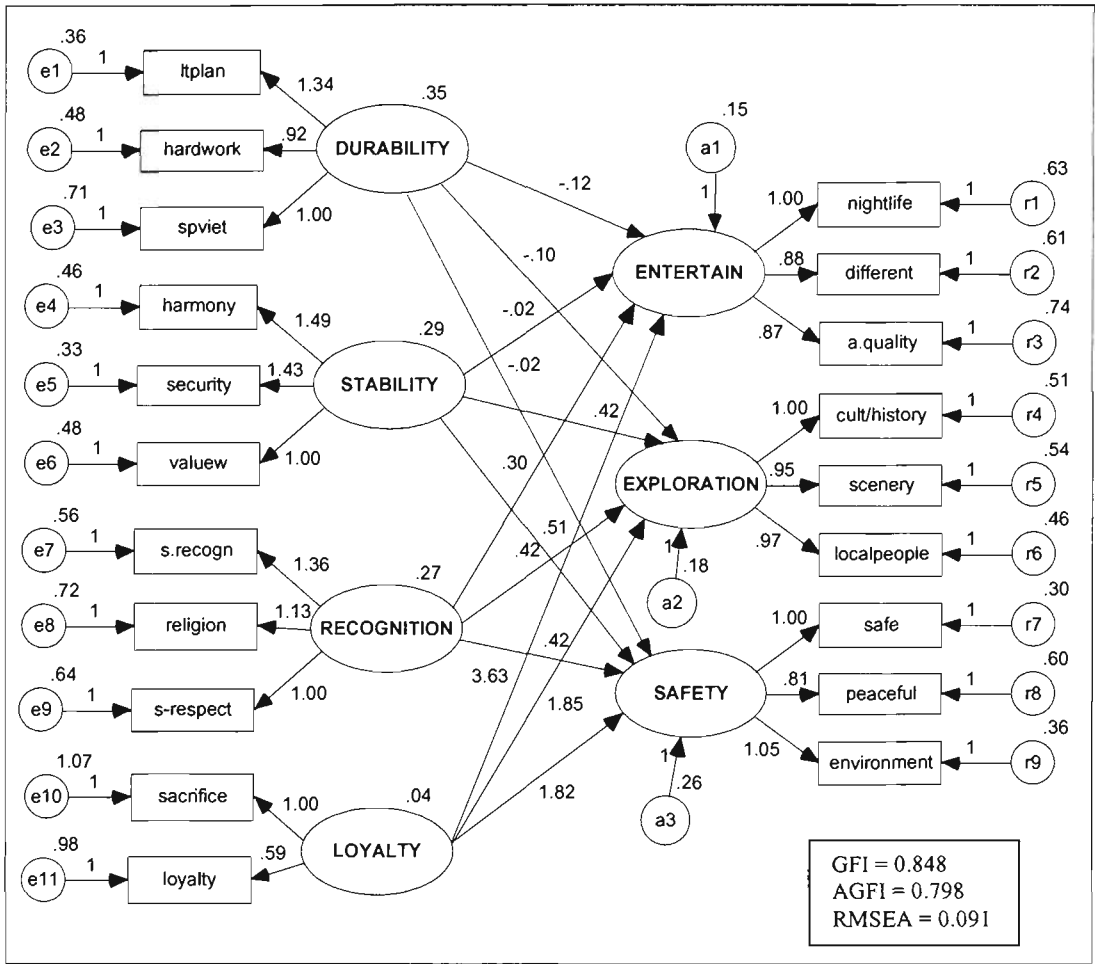 .36
e1
1
ltplan
1.34
.48
e2
1
hardwork
.92
.71
e3
1
spviet
1.00
.35
DURABILITY
.46
e4
1
harmony
1.49
.33
e5
1
security
1.43
.48
e6
1
valuew
1.00
.29
STABILITY
.56
e7
1
s.recogn
1.36
.72
e8
1
religion
1.13
.64
e9
1
s-respect
1.00
.27
RECOGNITION
1.07
e10
1
sacrifice
1.00
.98
e11
1
loyalty
.59
.04
LOYALTY
-.12
-.10
-.02
-.02
.42
.30
.51
.42
.42
3.63
1.85
1.82
.15
a1
1
ENTERTAIN
1.00
nightlife
1
.63
r1
.88
different
1
.61
r2
.87
a.quality
1
.74
r3
EXPLORATION
1
.18
a2
1.00
cult/history
1
.51
r4
.95
scenery
1
.54
r5
.97
localpeople
1
.46
r6
SAFETY
1
.26
a3
1.00
safe
1
.30
r7
.81
peaceful
1
.60
r8
1.05
environment
1
.36
r9
GFI = 0.848
AGFI = 0.798
RMSEA = 0.091